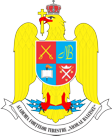 ACADEMIA FORȚELOR TERESTRE „NICOLAE BĂLCESCU”